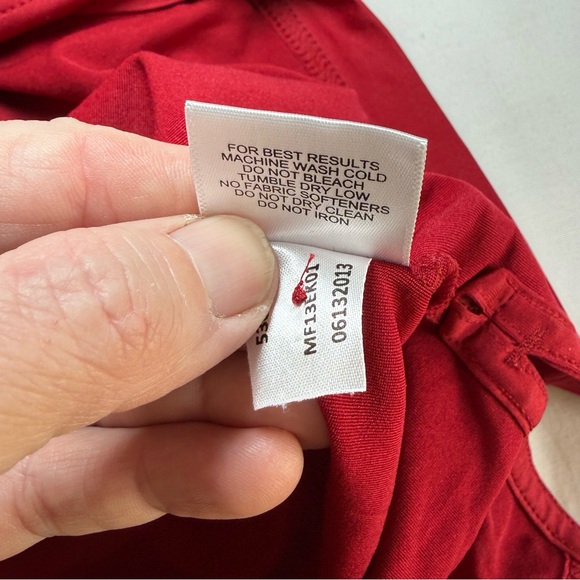 FOR BEST RESULTS
MACHINE WASH COLD
DO NOT BLEACH
TUMBLE DRY LOW
NO FABRIC SOFTENERS
DO NOT DRY CLEAN
DO NOT IRON
MF13EK01
06132013